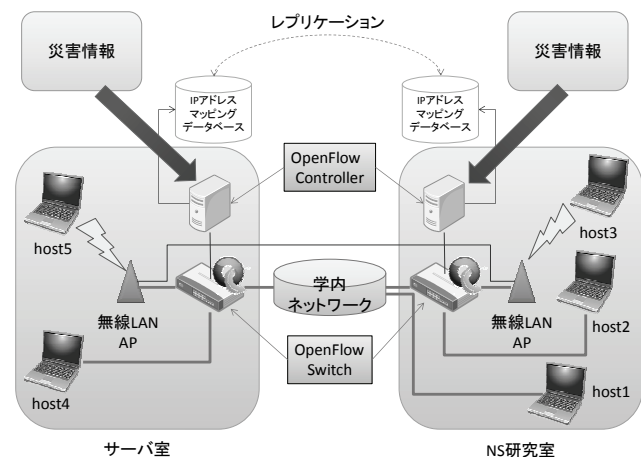 レプリケーション
災害情報
災害情報
IPアドレス
マッピング
データベース
IPアドレス
マッピング
データベース
OpenFlow
Controller
host5
host3
学内
ネットワーク
無線LAN
AP
無線LAN
AP
host2
OpenFlow
Switch
host4
host1
サーバ室
NS研究室